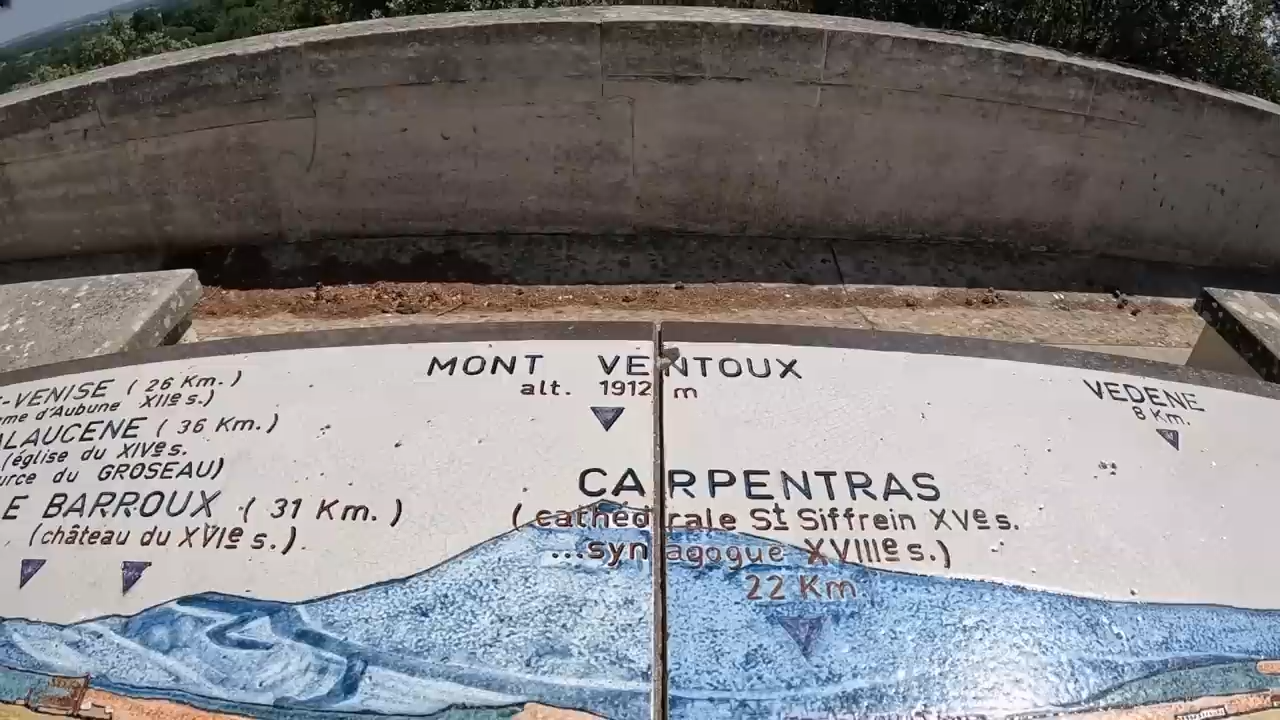 -VENISE ( 26 Km. )
me d'Aubune XIIe s.)
ALAUCENE ( 36 Km. )
(église du XIVe s.
urce du GROSEAU)
E BARROUX ( 31 Km. )
(château du XVIe s.).
MONT VENTOUX
alt. 1912 m
CARPENTRAS
( cathédrale St Siffrein XVe s.
...synagogue XVIIIe s.)
22 Km
VEDENE
8 Km.